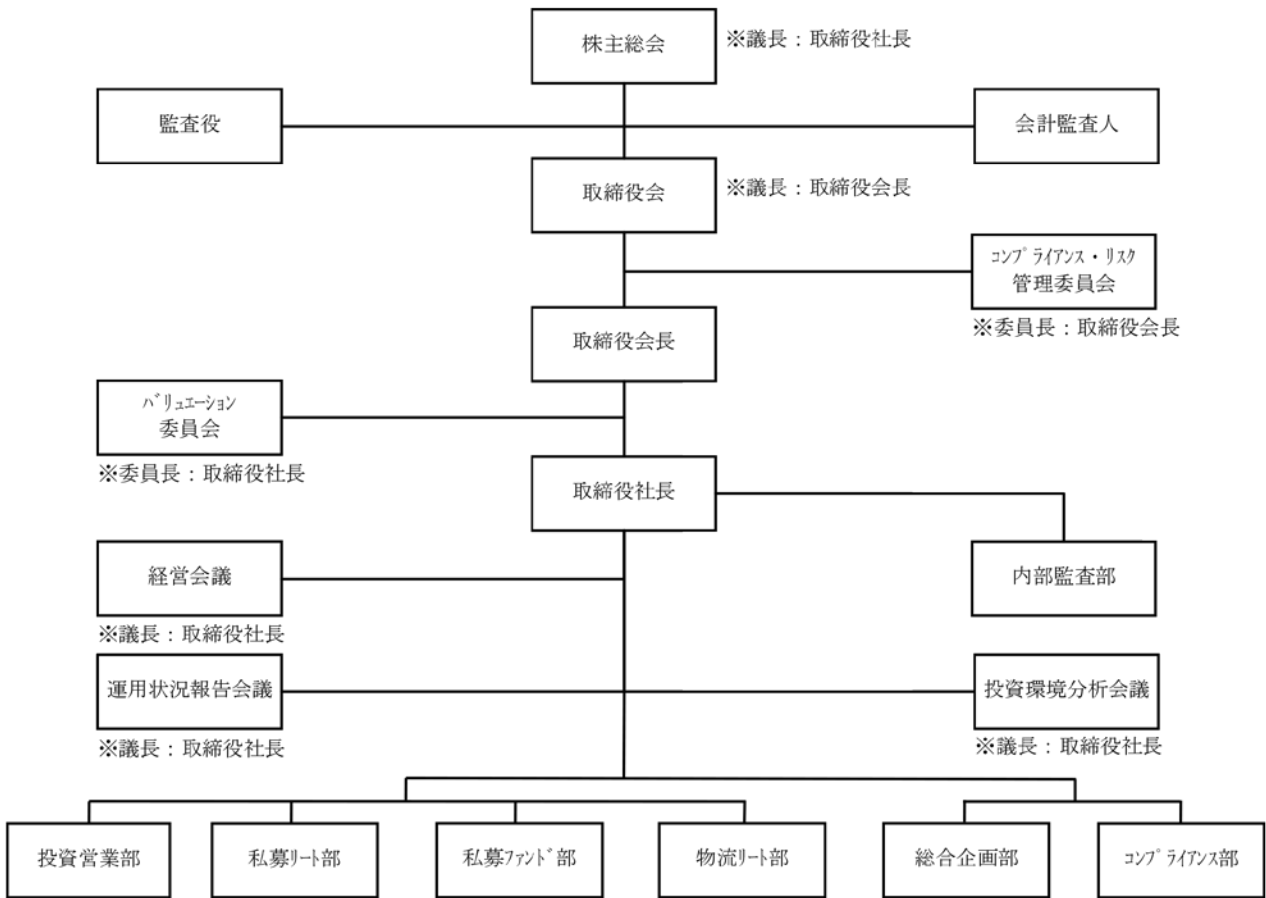 株主総会
※議長：取締役社長
監査役
会計監査人
取締役会
※議長：取締役会長
ｺﾝﾌﾟﾗｲｱﾝｽ・ﾘｽｸ
管理委員会
※委員長：取締役会長
取締役会長
ﾊﾞﾘｭｴｰｼｮﾝ
委員会
※委員長：取締役社長
取締役社長
経営会議
※議長：取締役社長
内部監査部
運用状況報告会議
※議長：取締役社長
投資環境分析会議
※議長：取締役社長
投資営業部
私募ﾘｰﾄ部
私募ﾌｧﾝﾄﾞ部
物流ﾘｰﾄ部
総合企画部
ｺﾝﾌﾟﾗｲｱﾝｽ部